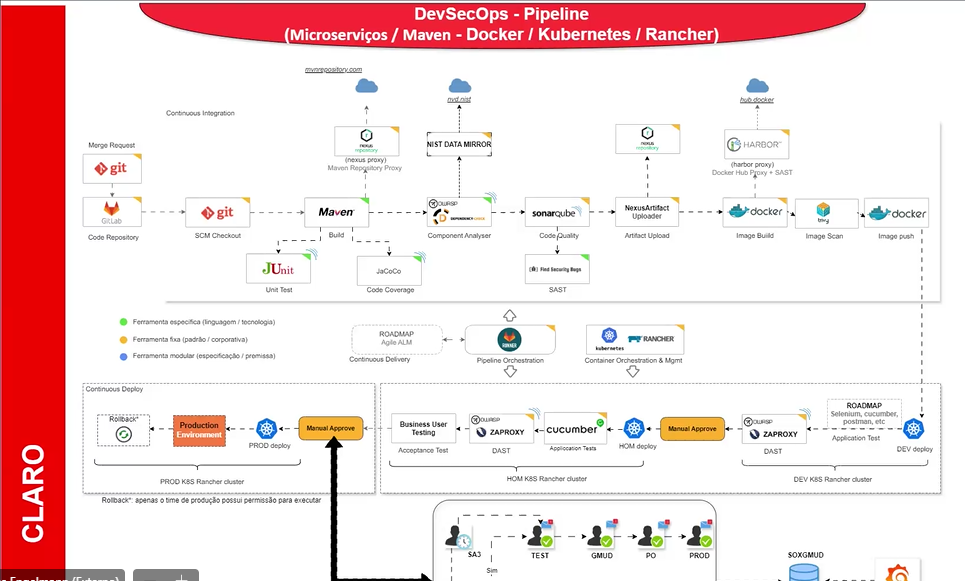 DevSecOps - Pipeline
(Microserviços / Maven - Docker / Kubernetes / Rancher)
mvnrepository.com
nvd.nist
hub.docker
Continuous Integration
nexus
repository
(nexus proxy)
Maven Repository Proxy
NIST DATA MIRROR
nexus
repository
HARBOR
(harbor proxy)
Docker Hub Proxy + SAST
Merge Request
git
GitLab
Code Repository
git
SCM Checkout
Maven
Build
OWASP
DEPENDENCY-CHECK
Component Analyser
sonarqube
Code Quality
NexusArtifact
Uploader
Artifact Upload
docker
Image Buiild
trivy
Image Scan
docker
Image push
JUnit
Unit Test
JaCoCo
Code Coverage
Find Security Bugs
SAST
Ferramenta específica (linguagem / tecnologia)
Ferramenta fixa (padrão / corporativa)
Ferramenta modular (especificação / promissa)
ROADMAP
Agile ALM
Continuous Delivery
RUNNER
Pipeline Orchestration
kubernetes
RANCHER
Container Orchestration & Mgmt
Continuous Deploy
Rollback*
Production
Environment
PROD deploy
Manual Approve
PROD K8S Rancher cluster
Rollback*: apenas o time de produção possui permissão para executar
Business User
Testing
Acceptance Test
OWASP
ZAPROXY
DAST
cucumber
Application Tests
HOM deploy
Manual Approve
HOM K8S Rancher cluster
OWASP
ZAPROXY
DAST
ROADMAP
Selenium, cucumber,
postman, etc
Application Test
DEV deploy
DEV K8S Rancher cluster
SA3
Sim
TEST
GMUD
PO
PROD
SOXGMUD
CLARO
Engelmann (Externo)